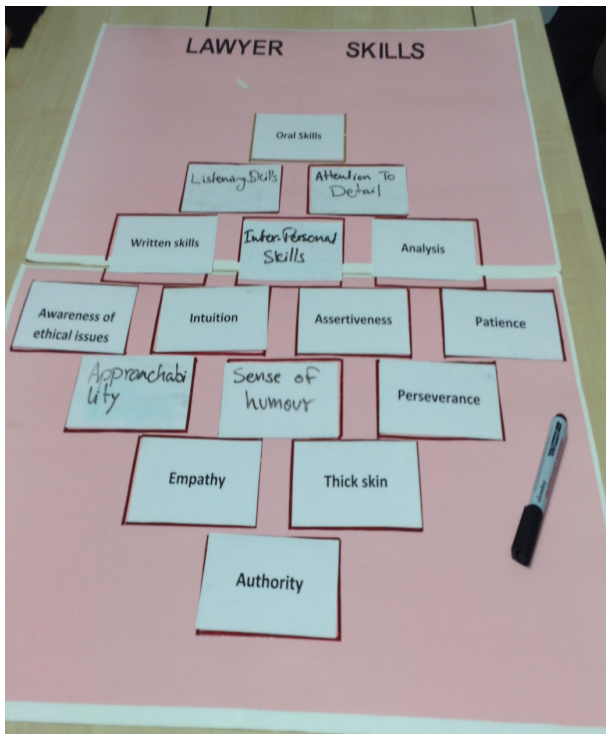 LAWYER SKILLS
Oral Skills
Listening Skills
Attention To
Detail
Written skills
Inter-Personal
Skills
Analysis
Awareness of
ethical issues
Intuition
Assertiveness
Patience
Approachabi
lity
Sense of
humour
Perseverance
Empathy
Thick skin
Authority